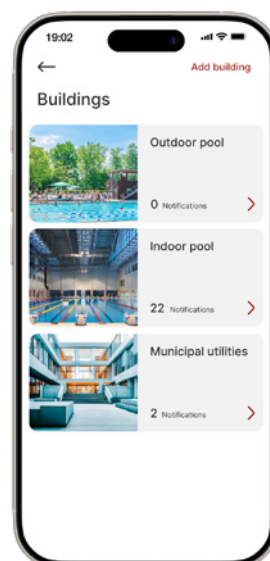 19:02
Add building
Buildings
Outdoor pool
0 Notifications
Indoor pool
22 Notifications
Municipal utilities
2 Notifications